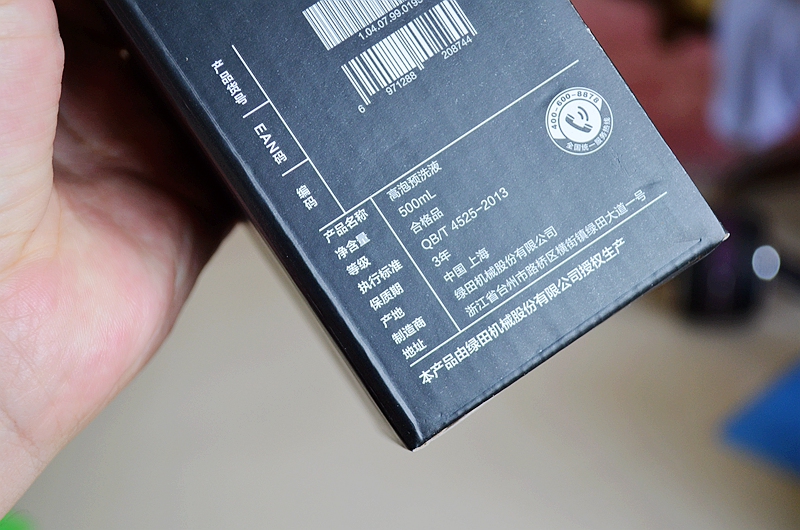 产品货号
1.04.07.99.0195
EAN码
6 971288 208744
编码
400-600-8878
全国统一服务热线
产品名称 高泡预洗液
净含量 500mL
等级 合格品
执行标准 QB/T 4525-2013
保质期 3年
产地 中国 上海
制造商 绿田机械股份有限公司
地址 浙江省台州市路桥区横街镇绿田大道一号
本产品由绿田机械股份有限公司授权生产